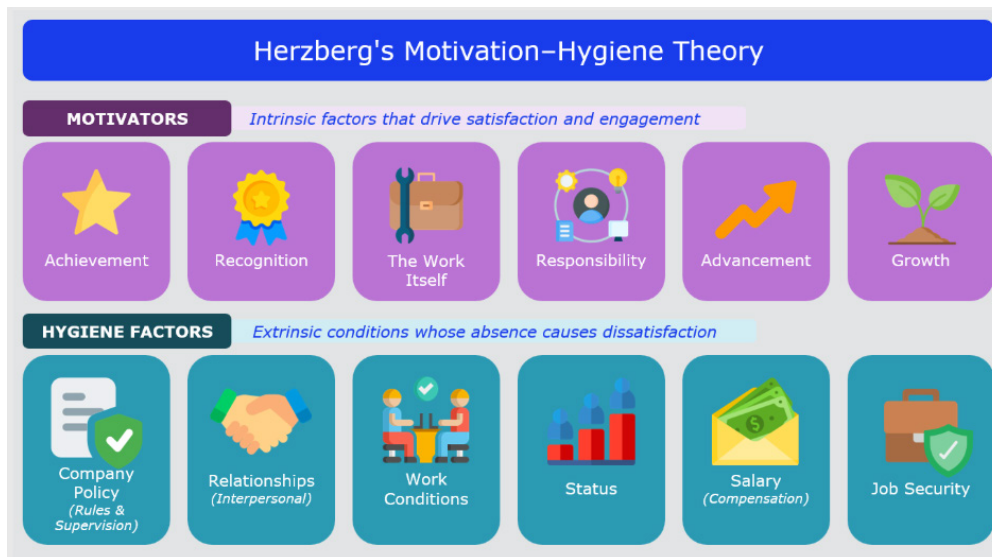 Herzberg's Motivation–Hygiene Theory
MOTIVATORS
Intrinsic factors that drive satisfaction and engagement
Achievement
Recognition
The Work
Itself
Responsibility
Advancement
Growth
HYGIENE FACTORS
Extrinsic conditions whose absence causes dissatisfaction
Company
Policy
(Rules &
Supervision)
Relationships
(Interpersonal)
Work
Conditions
Status
Salary
(Compensation)
Job Security